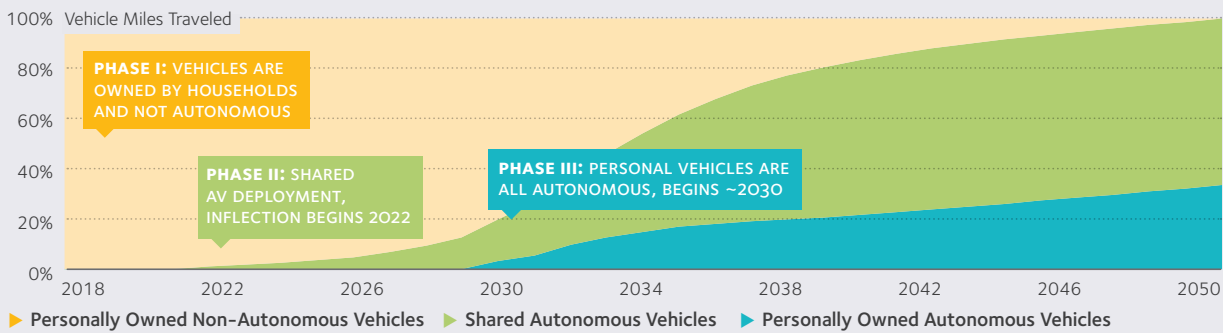 100% Vehicle Miles Traveled
80%
60%
40%
20%
0%
PHASE I: VEHICLES ARE
OWNED BY HOUSEHOLDS
AND NOT AUTONOMOUS
PHASE II: SHARED
AV DEPLOYMENT,
INFLECTION BEGINS 2022
PHASE III: PERSONAL VEHICLES ARE
ALL AUTONOMOUS, BEGINS ~2030
2018 2022 2026 2030 2034 2038 2042 2046 2050
Personally Owned Non-Autonomous Vehicles Shared Autonomous Vehicles Personally Owned Autonomous Vehicles